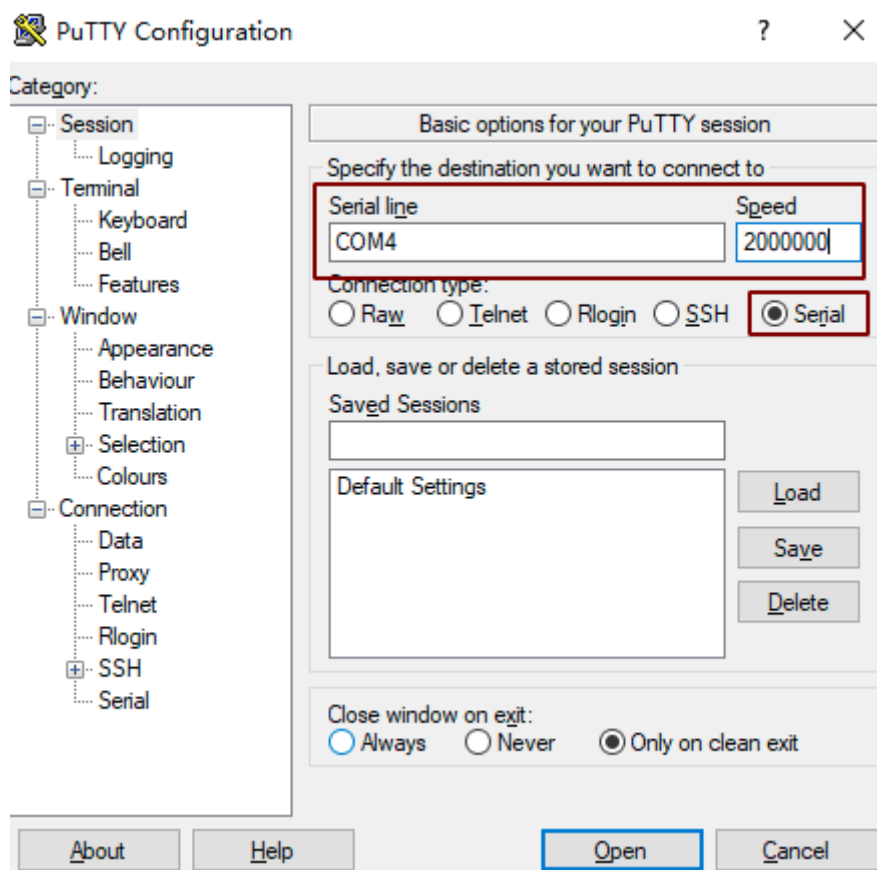 PuTTY Configuration
?
Category:
Session
Logging
Terminal
Keyboard
Bell
Features
Window
Appearance
Behaviour
Translation
Selection
Colours
Connection
Data
Proxy
Telnet
Rlogin
SSH
Serial
Basic options for your PuTTY session
Specify the destination you want to connect to
Serial line Speed
COM4 2000000
Connection type:
Raw Telnet Rlogin SSH Serial
Load, save or delete a stored session
Saved Sessions
Default Settings
Load
Save
Delete
Close window on exit:
Always Never Only on clean exit
About Help Open Cancel